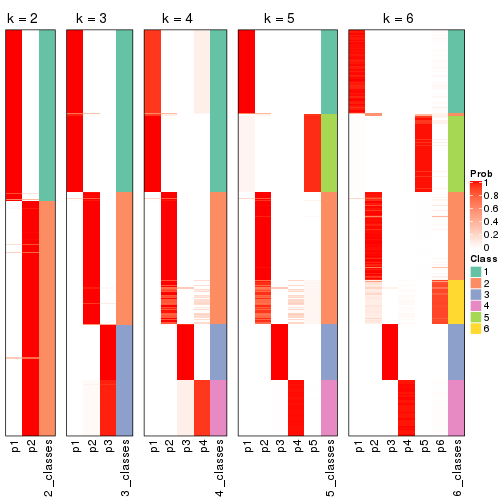 k = 2
k = 3
k = 4
k = 5
k = 6
p1
p2
2_classes
p1
p2
p3
3_classes
p1
p2
p3
p4
4_classes
p1
p2
p3
p4
p5
5_classes
p1
p2
p3
p4
p5
p6
6_classes
Prob
1
0.8
0.6
0.4
0.2
0
Class
1
2
3
4
5
6